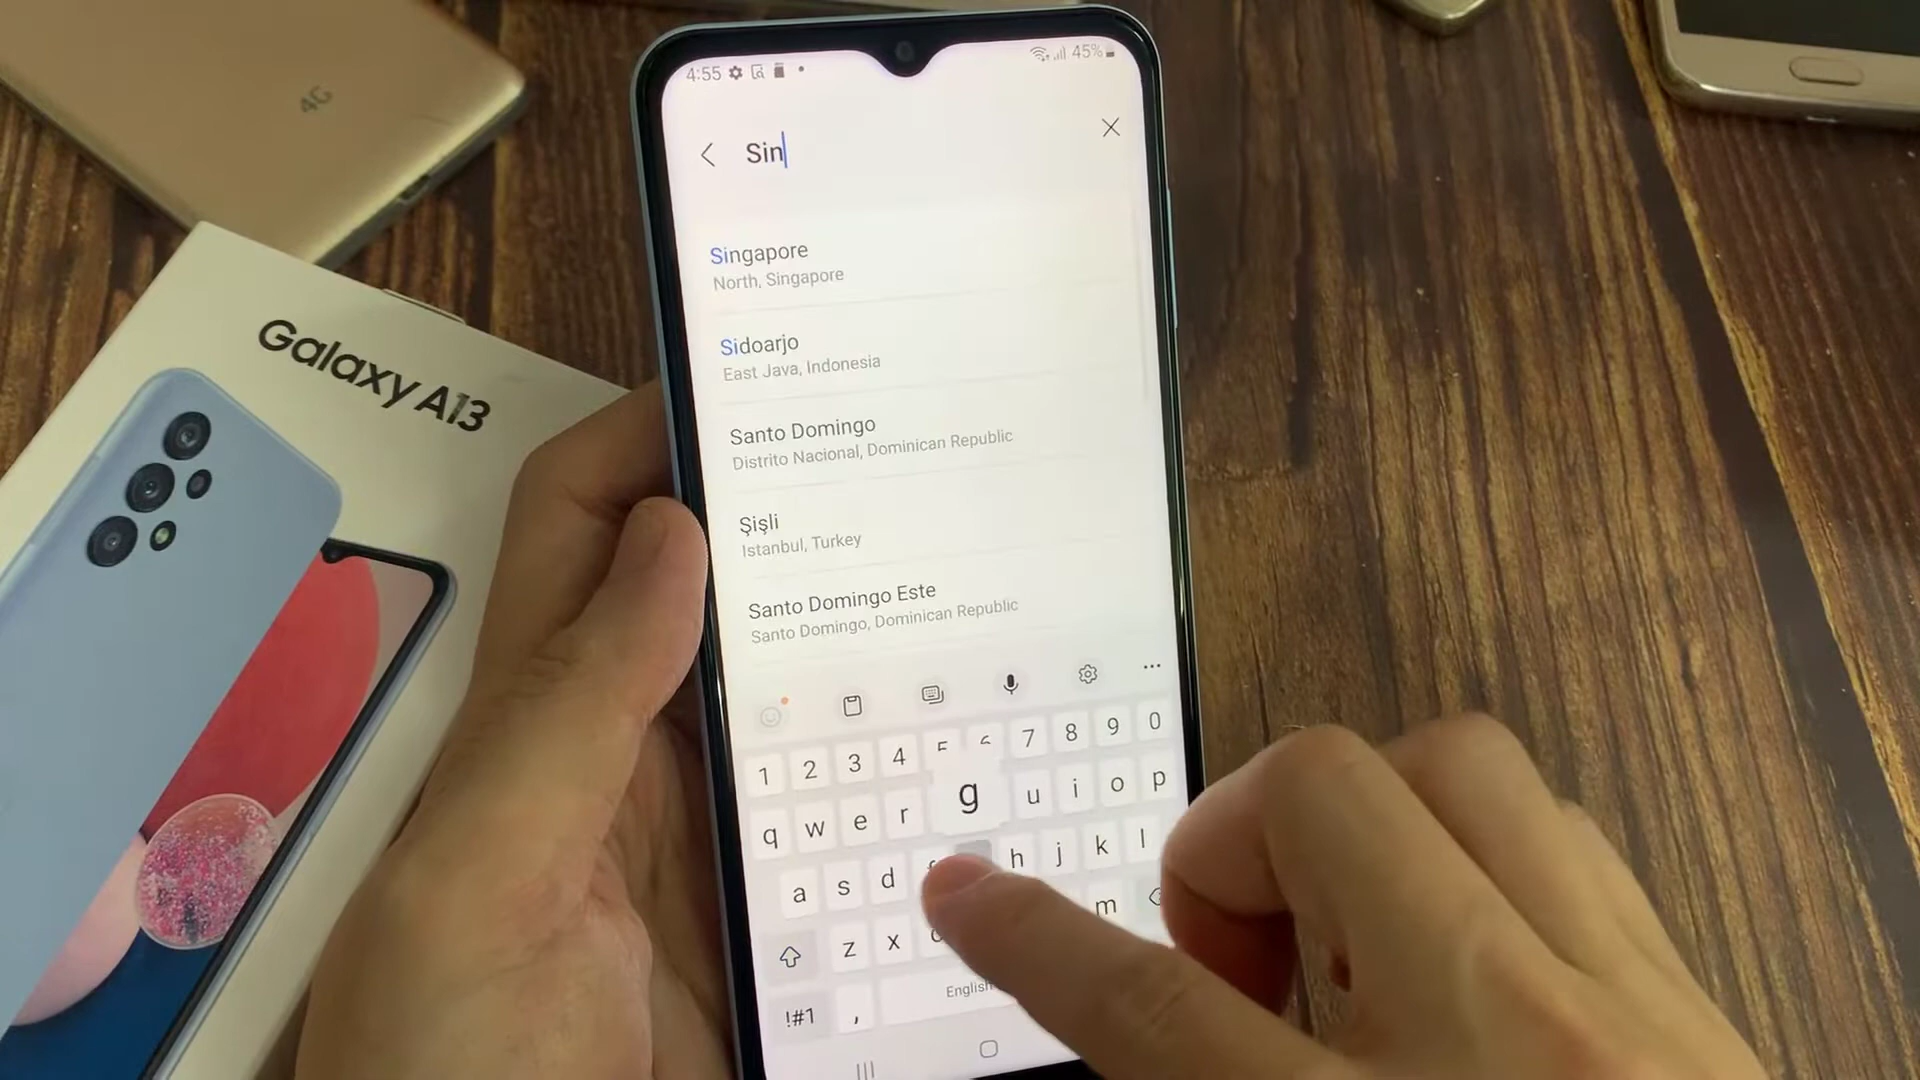 4G
Galaxy A13
4:55
45%
Sin
Singapore
North, Singapore
Sidoarjo
East Java, Indonesia
Santo Domingo
Distrito Nacional, Dominican Republic
Şişli
Istanbul, Turkey
Santo Domingo Este
Santo Domingo, Dominican Republic
1 2 3 4 5 6 7 8 9 0
q w e r g u i o p
a s d f h j k l
z x c m
!#1 , English